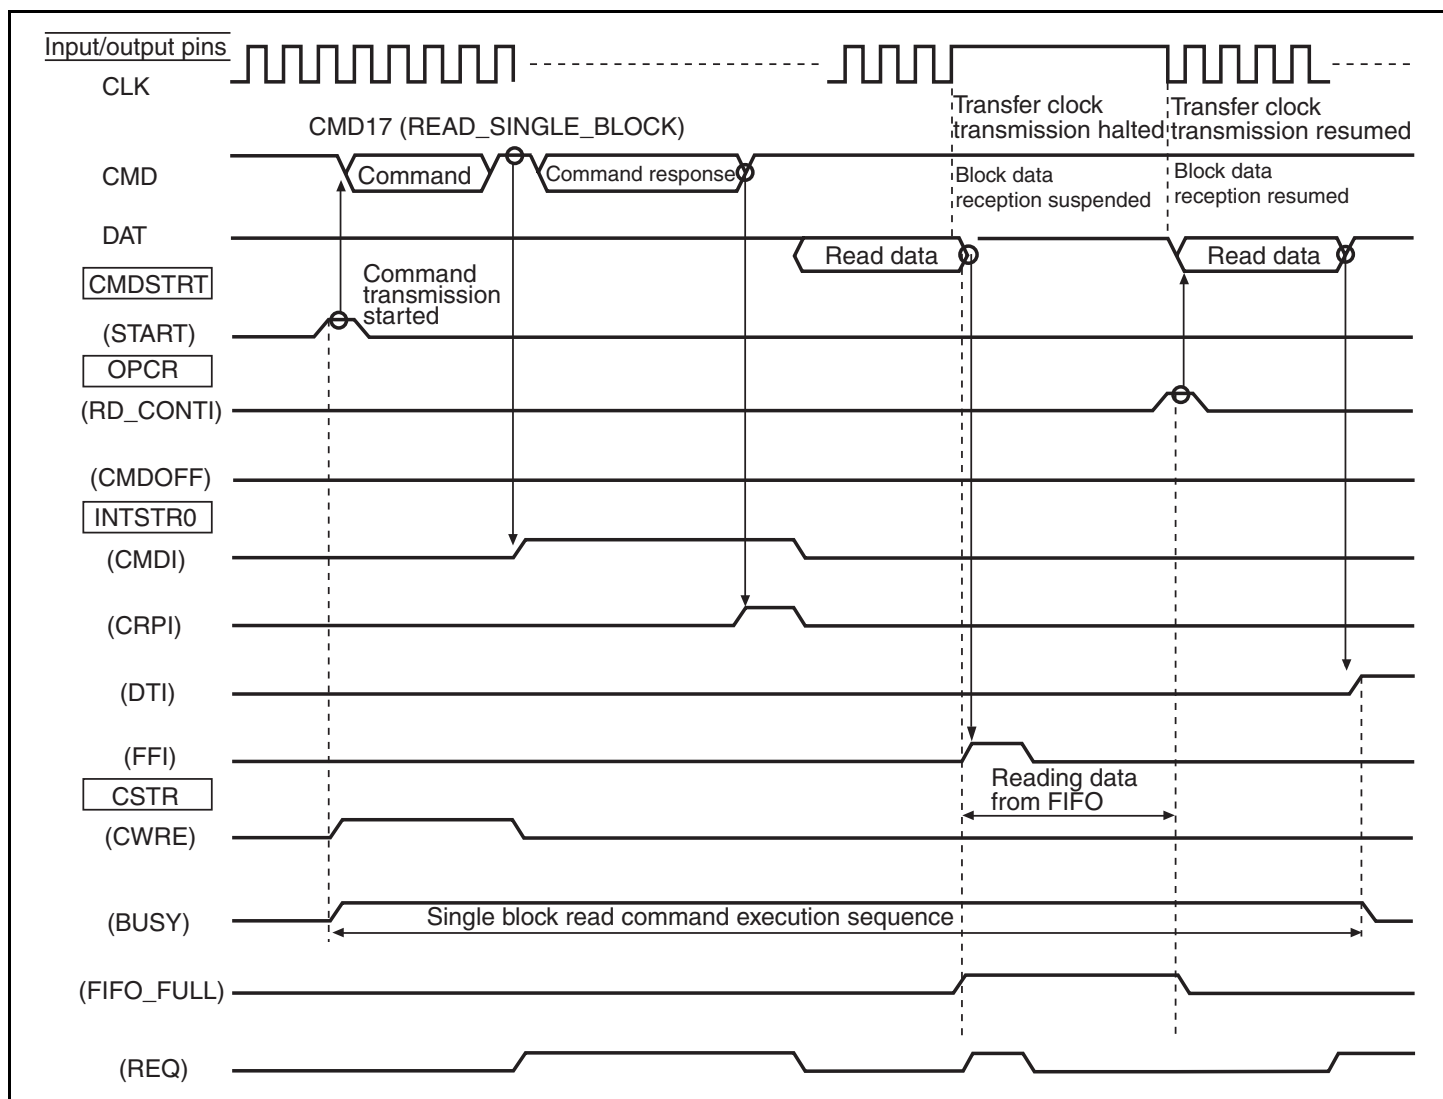 Input/output pins
CLK
Transfer clock
transmission halted
Transfer clock
transmission resumed
CMD17 (READ_SINGLE_BLOCK)
CMD
Command
Command response
Block data
reception suspended
Block data
reception resumed
DAT
Read data
Read data
CMDSTRT
Command
transmission
started
(START)
OPCR
(RD_CONTI)
(CMDOFF)
INTSTR0
(CMDI)
(CRPI)
(DTI)
(FFI)
Reading data
from FIFO
CSTR
(CWRE)
(BUSY)
Single block read command execution sequence
(FIFO_FULL)
(REQ)